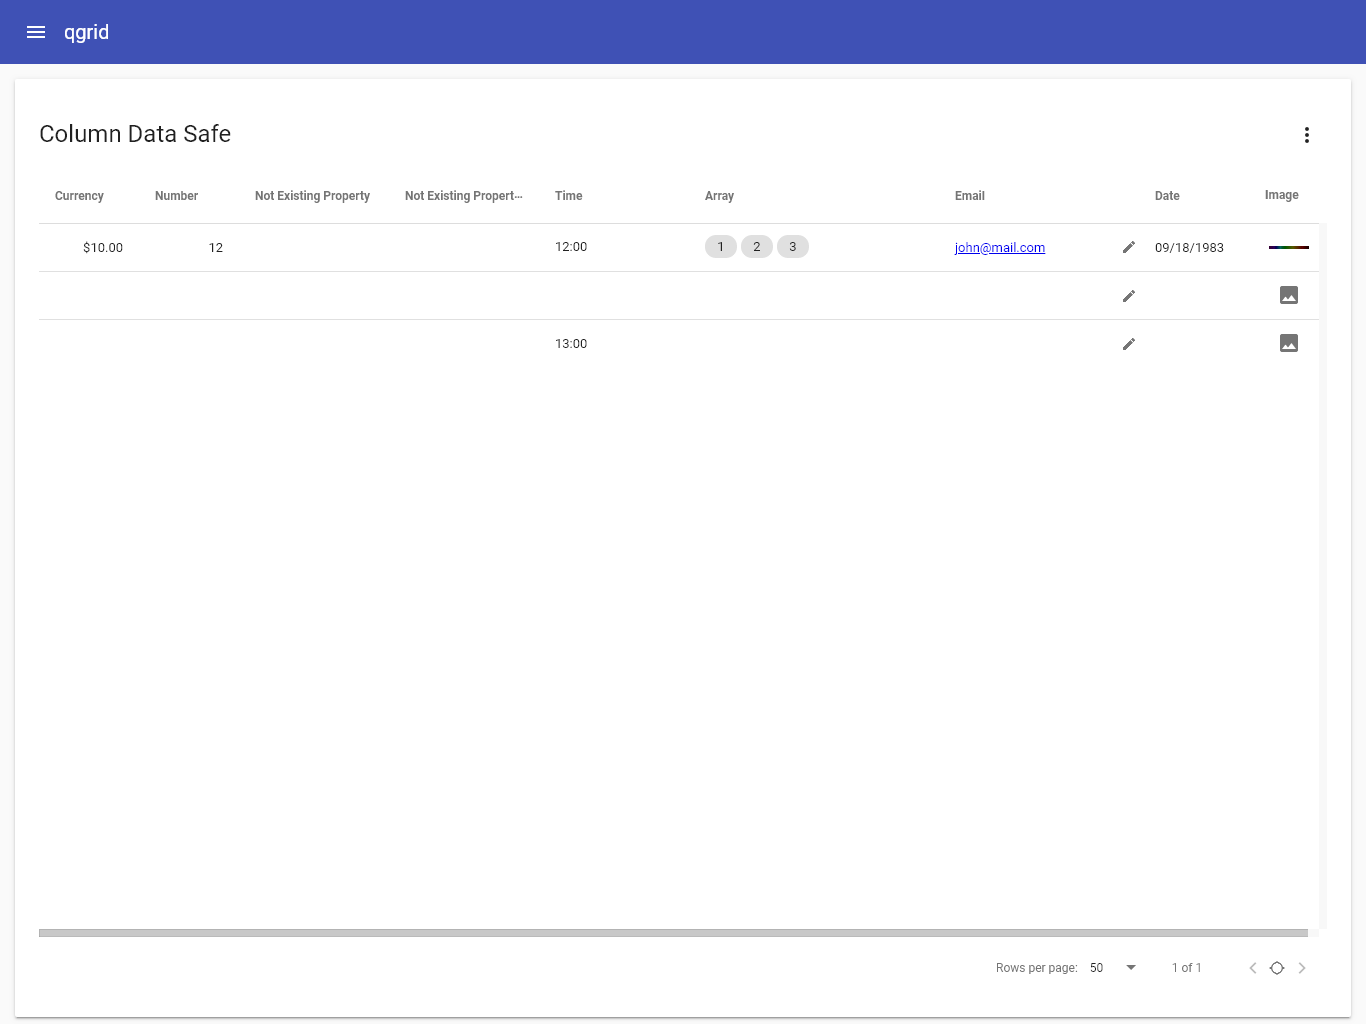 qgrid
Column Data Safe
Currency Number Not Existing Property Not Existing Propert... Time Array Email Date Image
$10.00 12 12:00 1 2 3 john@mail.com 09/18/1983
13:00
Rows per page: 50 1 of 1